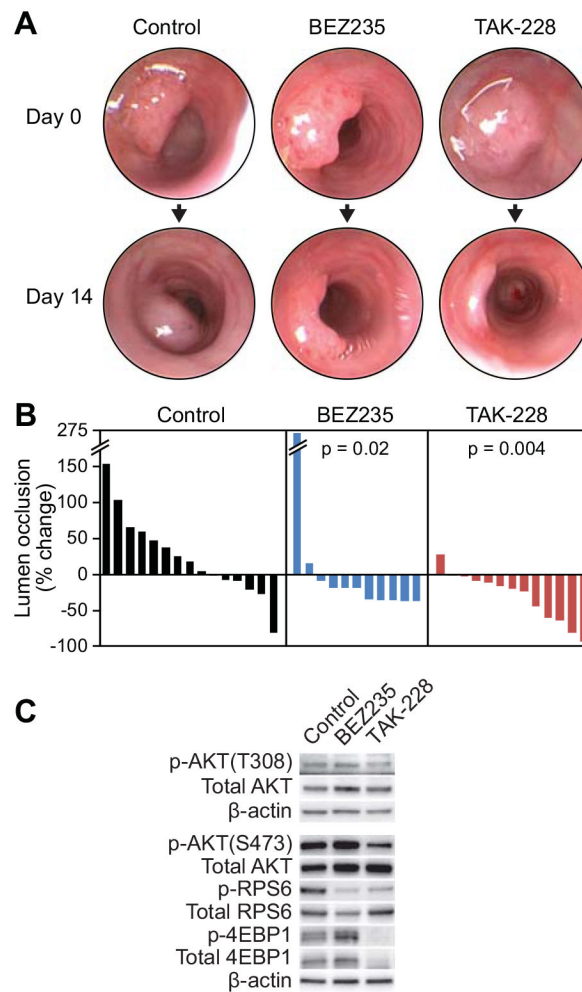 A
Control BEZ235 TAK-228
Day 0
Day 14
B
Control BEZ235 TAK-228
275
150
100
50
0
-50
-100
Lumen occlusion
(% change)
p = 0.02
p = 0.004
C
Control
BEZ235
TAK-228
p-AKT(T308)
Total AKT
β-actin
p-AKT(S473)
Total AKT
p-RPS6
Total RPS6
p-4EBP1
Total 4EBP1
β-actin